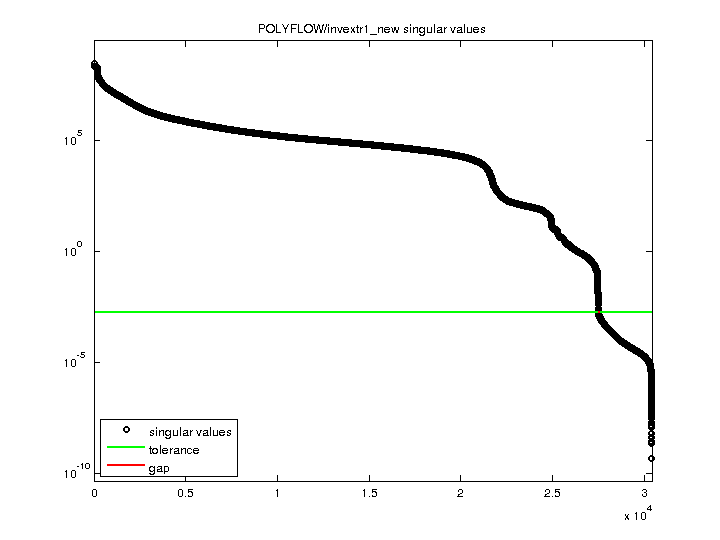 POLYFLOW/invextr1_new singular values
10^5
10^0
10^-5
10^-10
singular values
tolerance
gap
0 0.5 1 1.5 2 2.5 3
x 10^4